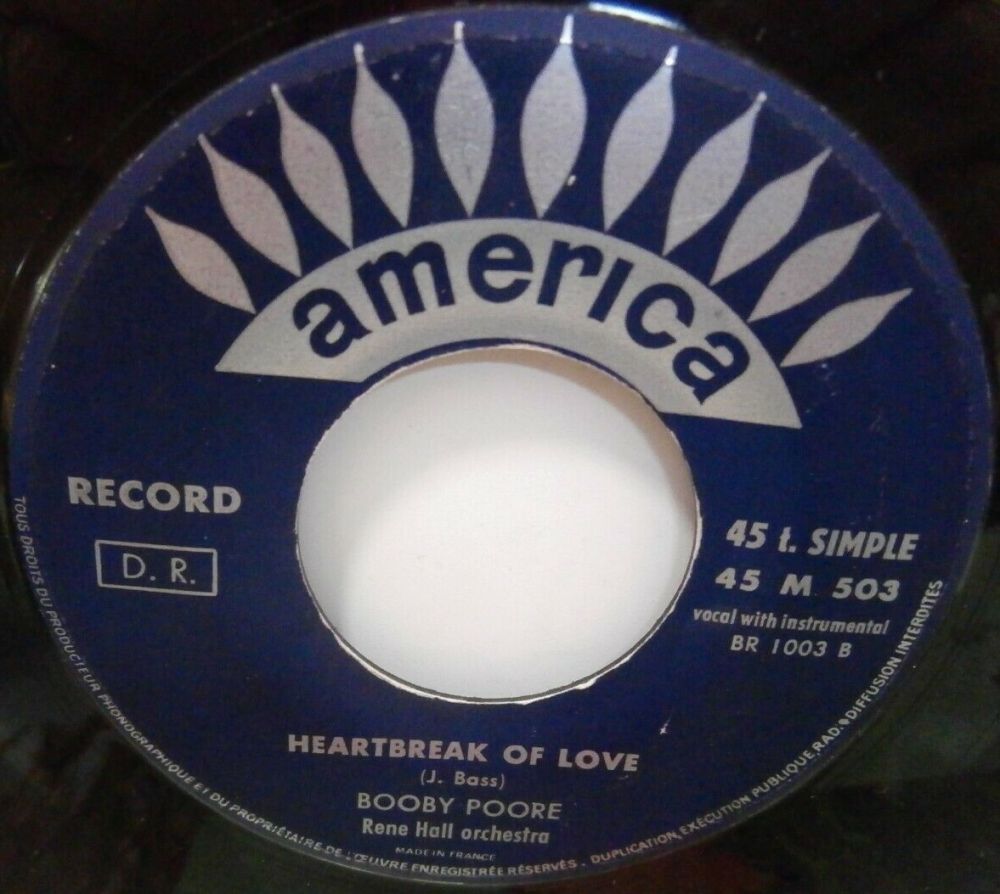 america
RECORD
D. R.
45 t. SIMPLE
45 M 503
vocal with instrumental
BR 1003 B
HEARTBREAK OF LOVE
(J. Bass)
BOOBY POORE
Rene Hall orchestra
MADE IN FRANCE
TOUS DROITS DU PRODUCTEUR PHONOGRAPHIQUE ET DU PROPRIÉTAIRE DE L'ŒUVRE ENREGISTRÉE RÉSERVÉS - DUPLICATION, EXÉCUTION PUBLIQUE, RAD.DIFFUSION INTERDITES